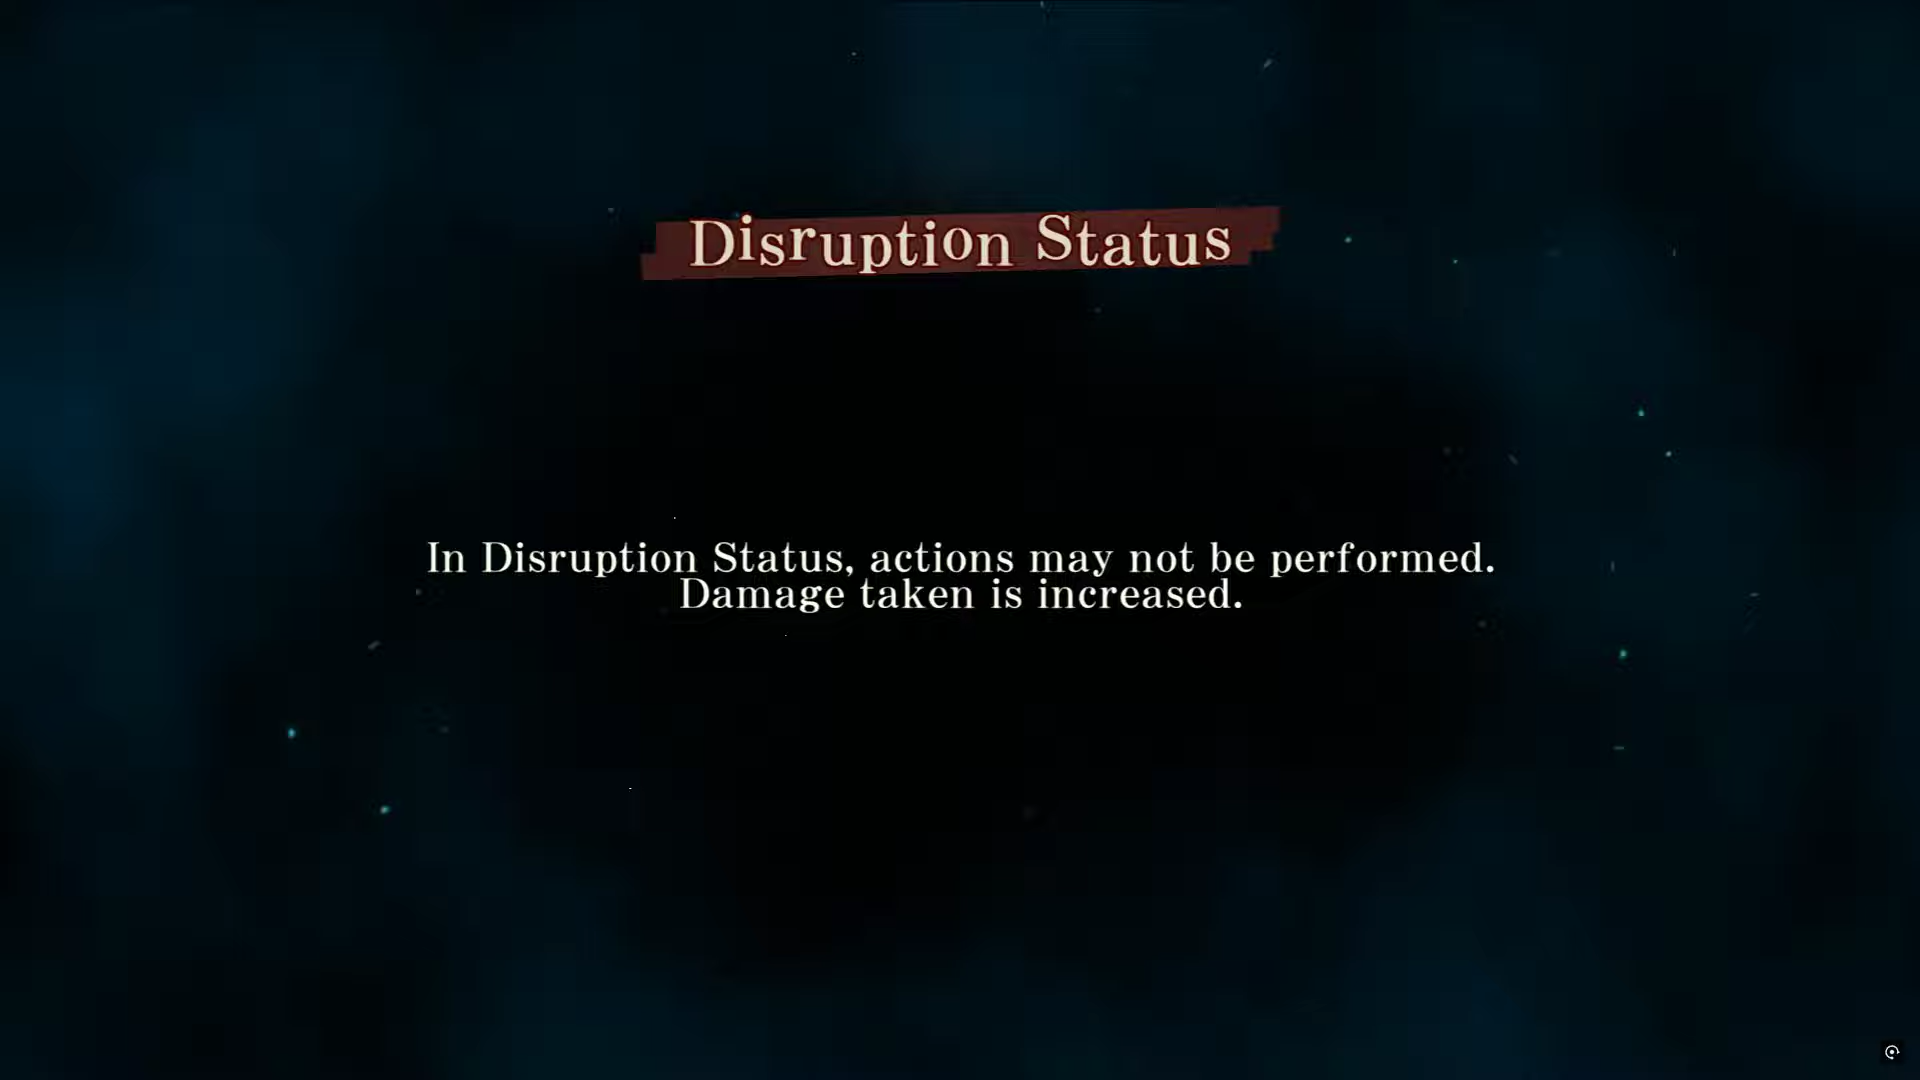 Disruption Status
In Disruption Status, actions may not be performed.
Damage taken is increased.